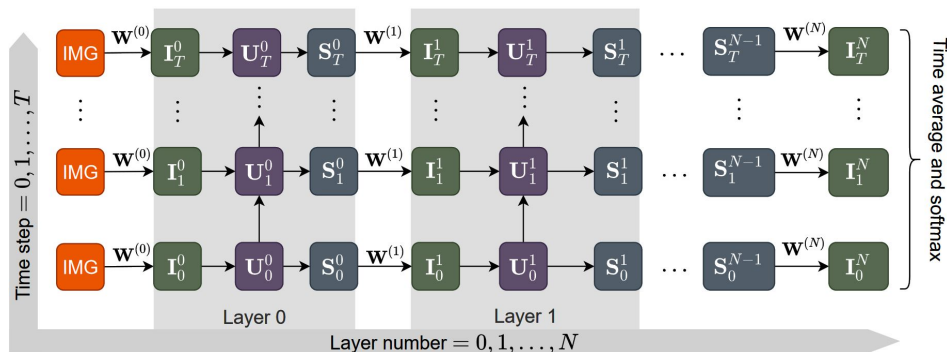 IMG W^{(0)} I_T^0 U_T^0 S_T^0 W^{(1)} I_T^1 U_T^1 S_T^1 ... S_T^{N-1} W^{(N)} I_T^N
IMG W^{(0)} I_1^0 U_1^0 S_1^0 W^{(1)} I_1^1 U_1^1 S_1^1 ... S_1^{N-1} W^{(N)} I_1^N
IMG W^{(0)} I_0^0 U_0^0 S_0^0 W^{(1)} I_0^1 U_0^1 S_0^1 ... S_0^{N-1} W^{(N)} I_0^N
Layer 0
Layer 1
Layer number = 0, 1, ..., N
Time step = 0, 1, ..., T
Time average and softmax